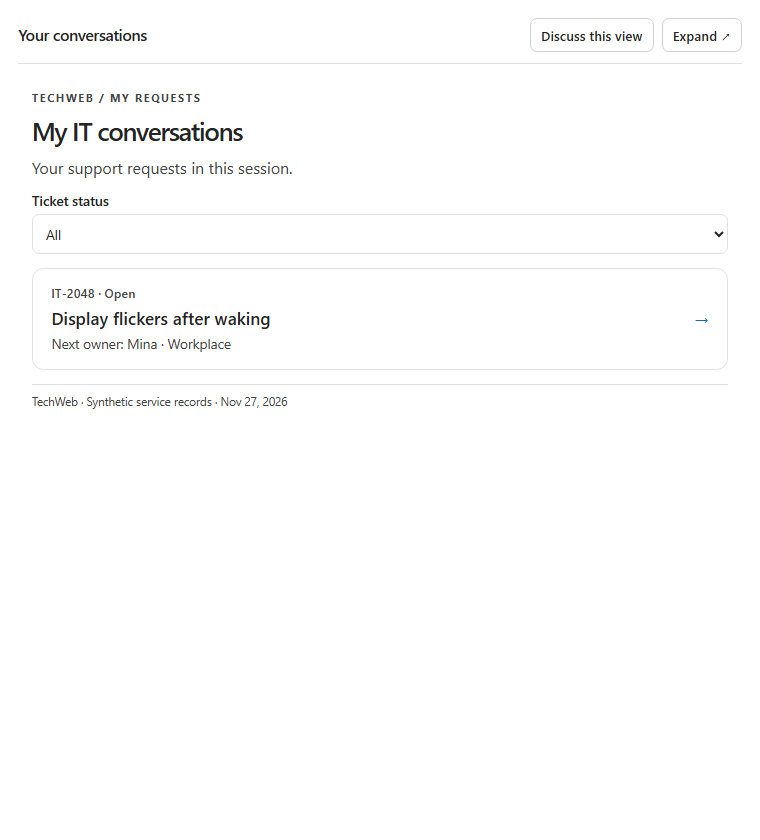 Your conversations
Discuss this view
Expand ↗
TECHWEB / MY REQUESTS
My IT conversations
Your support requests in this session.
Ticket status
All
IT-2048 · Open
Display flickers after waking
→
Next owner: Mina · Workplace
TechWeb · Synthetic service records · Nov 27, 2026